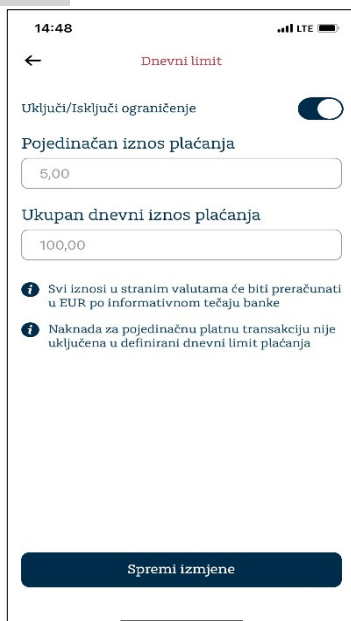 14:48 LTE
Dnevni limit
Uključi/Isključi ograničenje
Pojedinačan iznos plaćanja
5,00
Ukupan dnevni iznos plaćanja
100,00
i Svi iznosi u stranim valutama će biti preračunati
u EUR po informativnom tečaju banke
i Naknada za pojedinačnu platnu transakciju nije
uključena u definirani dnevni limit plaćanja
Spremi izmjene